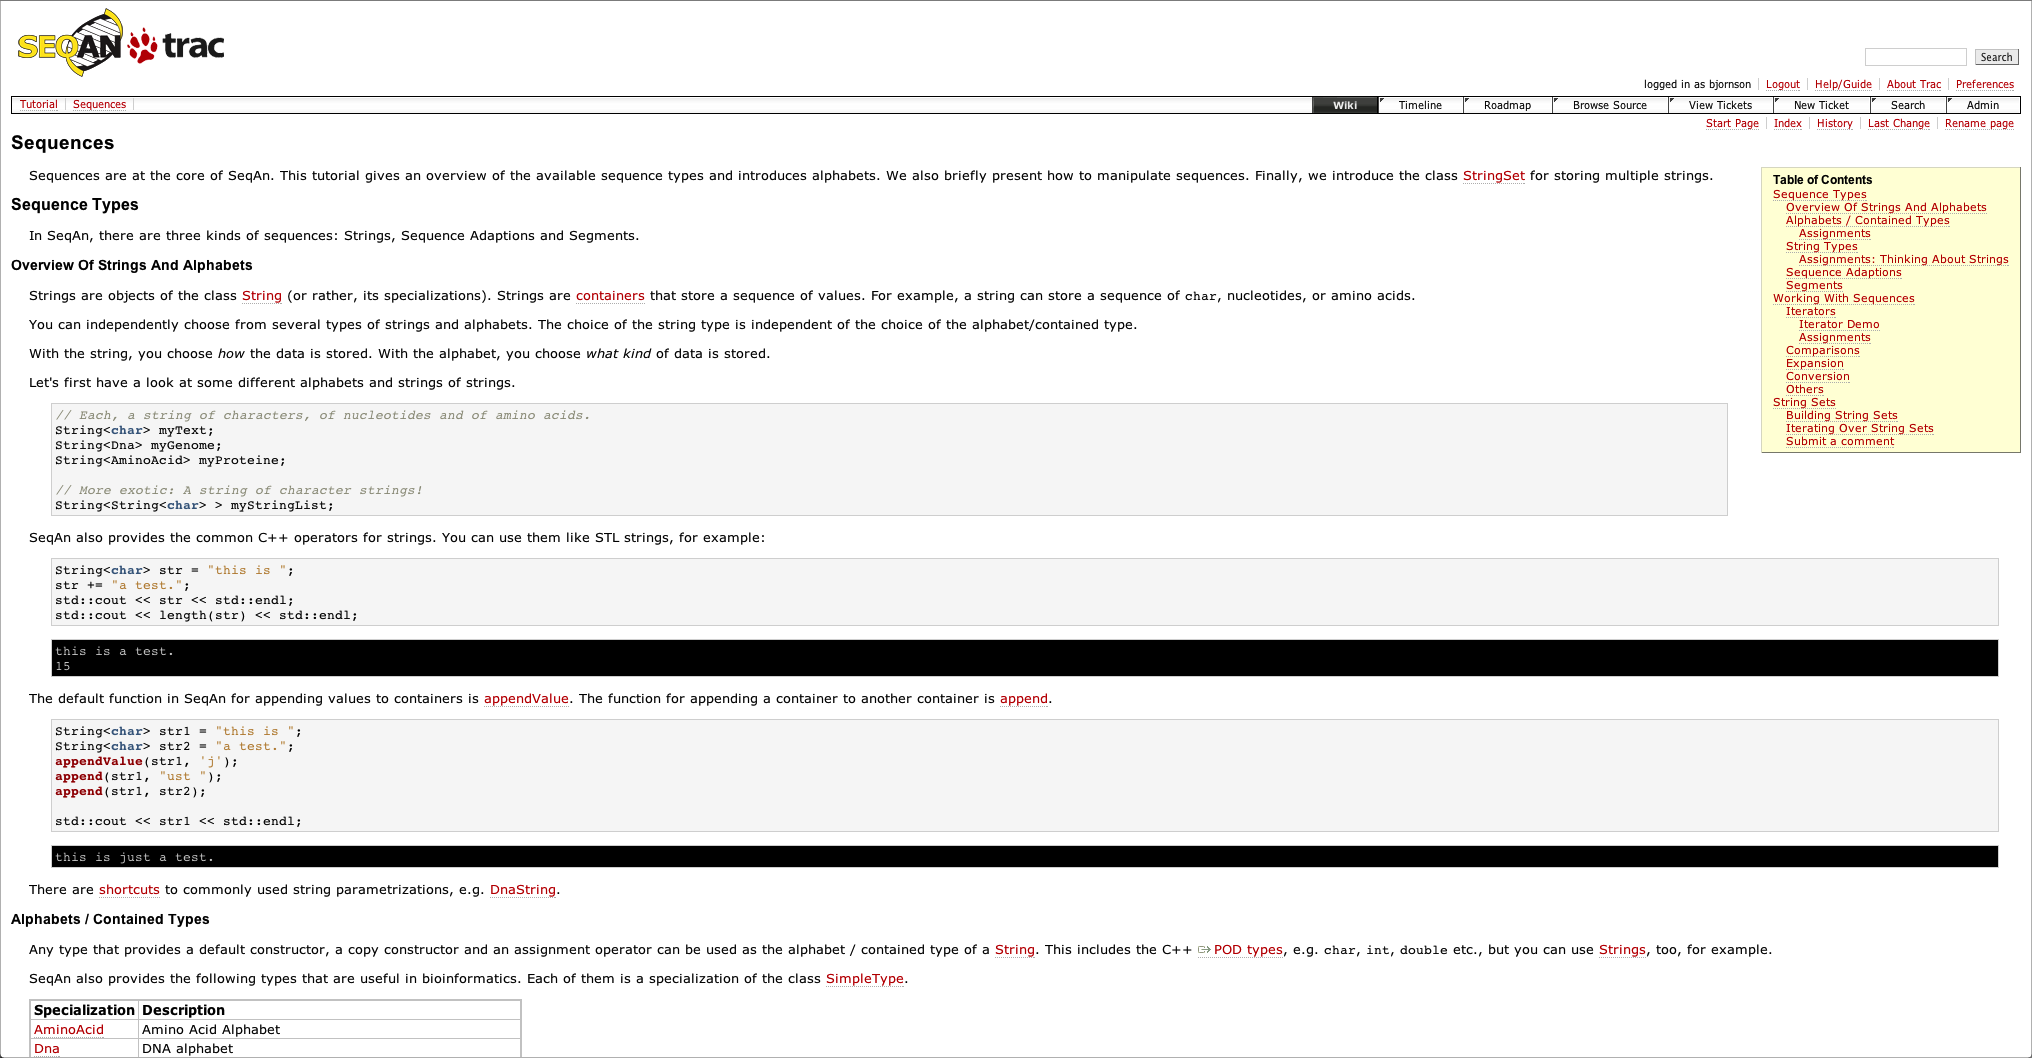 SEQAN trac
Search
logged in as bjornson Logout Help/Guide About Trac Preferences
Tutorial Sequences Wiki Timeline Roadmap Browse Source View Tickets New Ticket Search Admin
Start Page Index History Last Change Rename page
Sequences
Sequences are at the core of SeqAn. This tutorial gives an overview of the available sequence types and introduces alphabets. We also briefly present how to manipulate sequences. Finally, we introduce the class StringSet for storing multiple strings.
Table of Contents
Sequence Types
Overview Of Strings And Alphabets
Alphabets / Contained Types
Assignments
String Types
Assignments: Thinking About Strings
Sequence Adaptions
Segments
Working With Sequences
Iterators
Iterator Demo
Assignments
Comparisons
Expansion
Conversion
Others
String Sets
Building String Sets
Iterating Over String Sets
Submit a comment
Sequence Types
In SeqAn, there are three kinds of sequences: Strings, Sequence Adaptions and Segments.
Overview Of Strings And Alphabets
Strings are objects of the class String (or rather, its specializations). Strings are containers that store a sequence of values. For example, a string can store a sequence of char, nucleotides, or amino acids.
You can independently choose from several types of strings and alphabets. The choice of the string type is independent of the choice of the alphabet/contained type.
With the string, you choose how the data is stored. With the alphabet, you choose what kind of data is stored.
Let's first have a look at some different alphabets and strings of strings.
// Each, a string of characters, of nucleotides and of amino acids.
String<char> myText;
String<Dna> myGenome;
String<AminoAcid> myProteine;
// More exotic: A string of character strings!
String<String<char> > myStringList;
SeqAn also provides the common C++ operators for strings. You can use them like STL strings, for example:
String<char> str = "this is ";
str += "a test.";
std::cout << str << std::endl;
std::cout << length(str) << std::endl;
this is a test.
15
The default function in SeqAn for appending values to containers is appendValue. The function for appending a container to another container is append.
String<char> str1 = "this is ";
String<char> str2 = "a test.";
appendValue(str1, 'j');
append(str1, "ust ");
append(str1, str2);
std::cout << str1 << std::endl;
this is just a test.
There are shortcuts to commonly used string parametrizations, e.g. DnaString.
Alphabets / Contained Types
Any type that provides a default constructor, a copy constructor and an assignment operator can be used as the alphabet / contained type of a String. This includes the C++ POD types, e.g. char, int, double etc., but you can use Strings, too, for example.
SeqAn also provides the following types that are useful in bioinformatics. Each of them is a specialization of the class SimpleType.
Specialization Description
AminoAcid Amino Acid Alphabet
Dna DNA alphabet